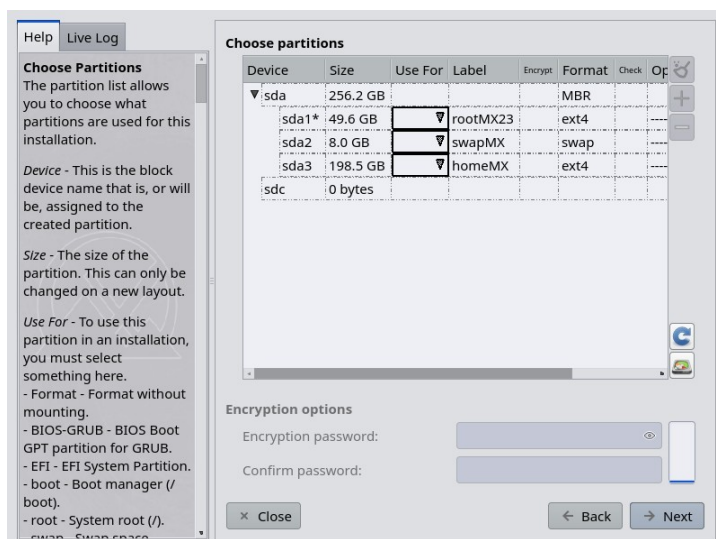 Help
Live Log
Choose Partitions
The partition list allows
you to choose what
partitions are used for this
installation.
Device - This is the block
device name that is, or will
be, assigned to the
created partition.
Size - The size of the
partition. This can only be
changed on a new layout.
Use For - To use this
partition in an installation,
you must select
something here.
- Format - Format without
mounting.
- BIOS-GRUB - BIOS Boot
GPT partition for GRUB.
- EFI - EFI System Partition.
- boot - Boot manager (/
boot).
- root - System root (/).
- swap - Swap space
Choose partitions
Device Size Use For Label Encrypt Format Check Op
sda 256.2 GB MBR
sda1* 49.6 GB rootMX23 ext4 ----
sda2 8.0 GB swapMX swap ----
sda3 198.5 GB homeMX ext4 ----
sdc 0 bytes
Encryption options
Encryption password:
Confirm password:
Close
Back
Next